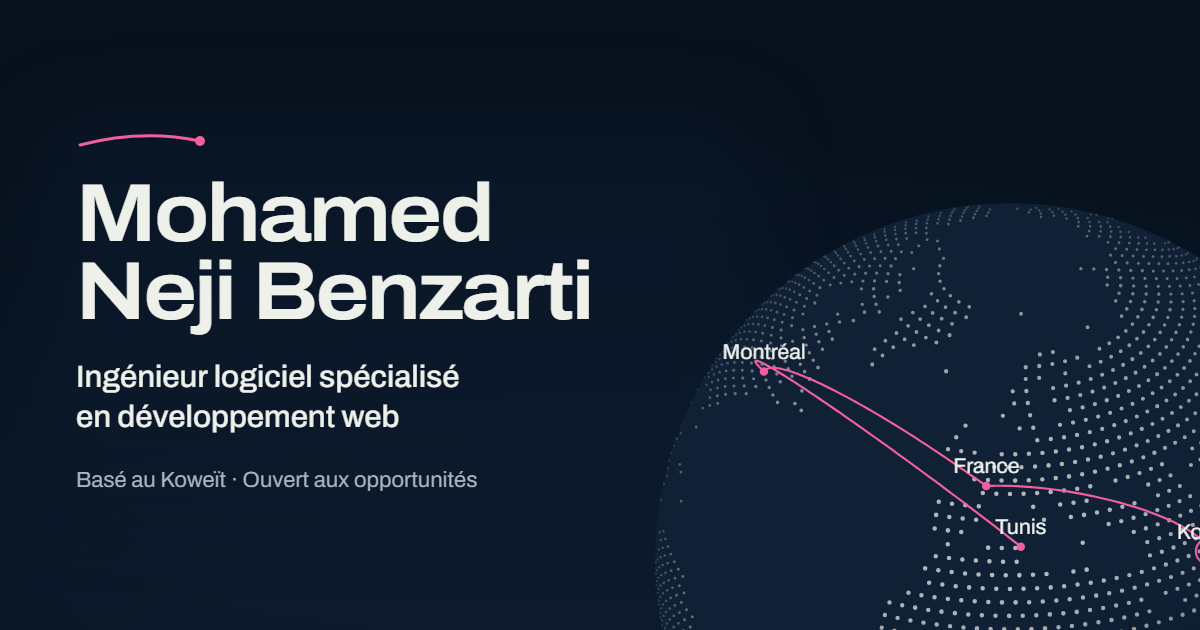 Mohamed
Neji Benzarti
Ingénieur logiciel spécialisé
en développement web
Basé au Koweït · Ouvert aux opportunités
Montréal
France
Tunis